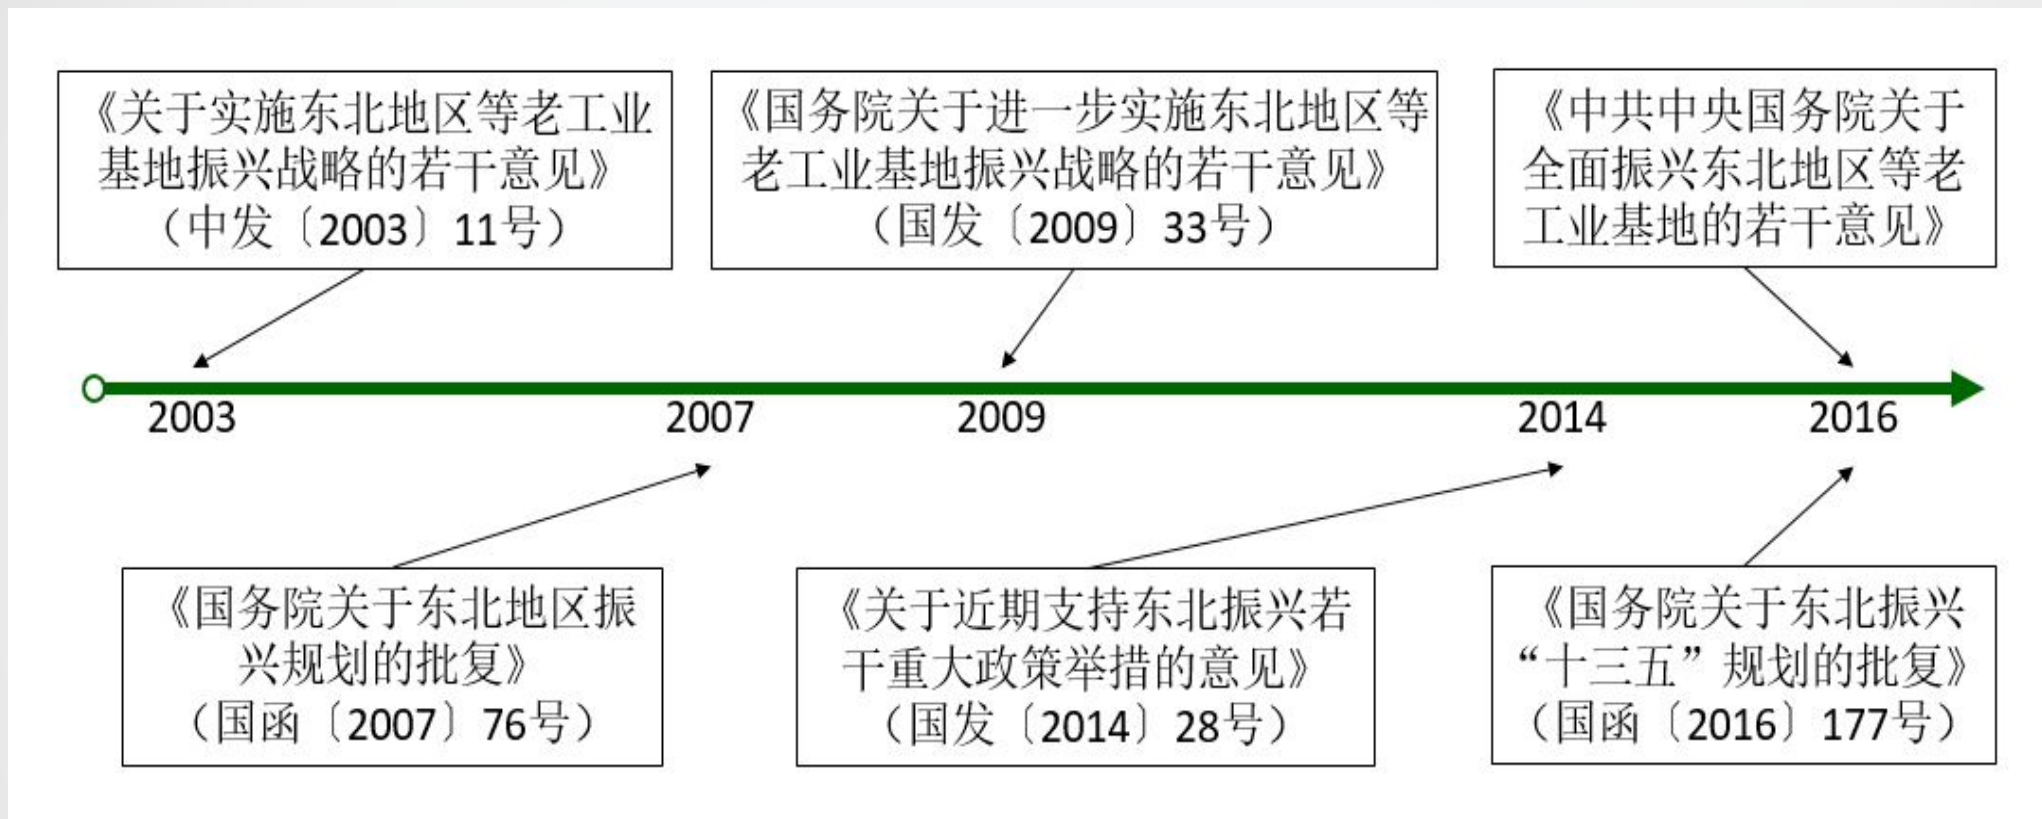 《关于实施东北地区等老工业
基地振兴战略的若干意见》
（中发〔2003〕11号）
《国务院关于进一步实施东北地区等
老工业基地振兴战略的若干意见》
（国发〔2009〕33号）
《中共中央国务院关于
全面振兴东北地区等老
工业基地的若干意见》
2003
2007
2009
2014
2016
《国务院关于东北地区振
兴规划的批复》
（国函〔2007〕76号）
《关于近期支持东北振兴若
干重大政策举措的意见》
（国发〔2014〕28号）
《国务院关于东北振兴
“十三五”规划的批复》
（国函〔2016〕177号）